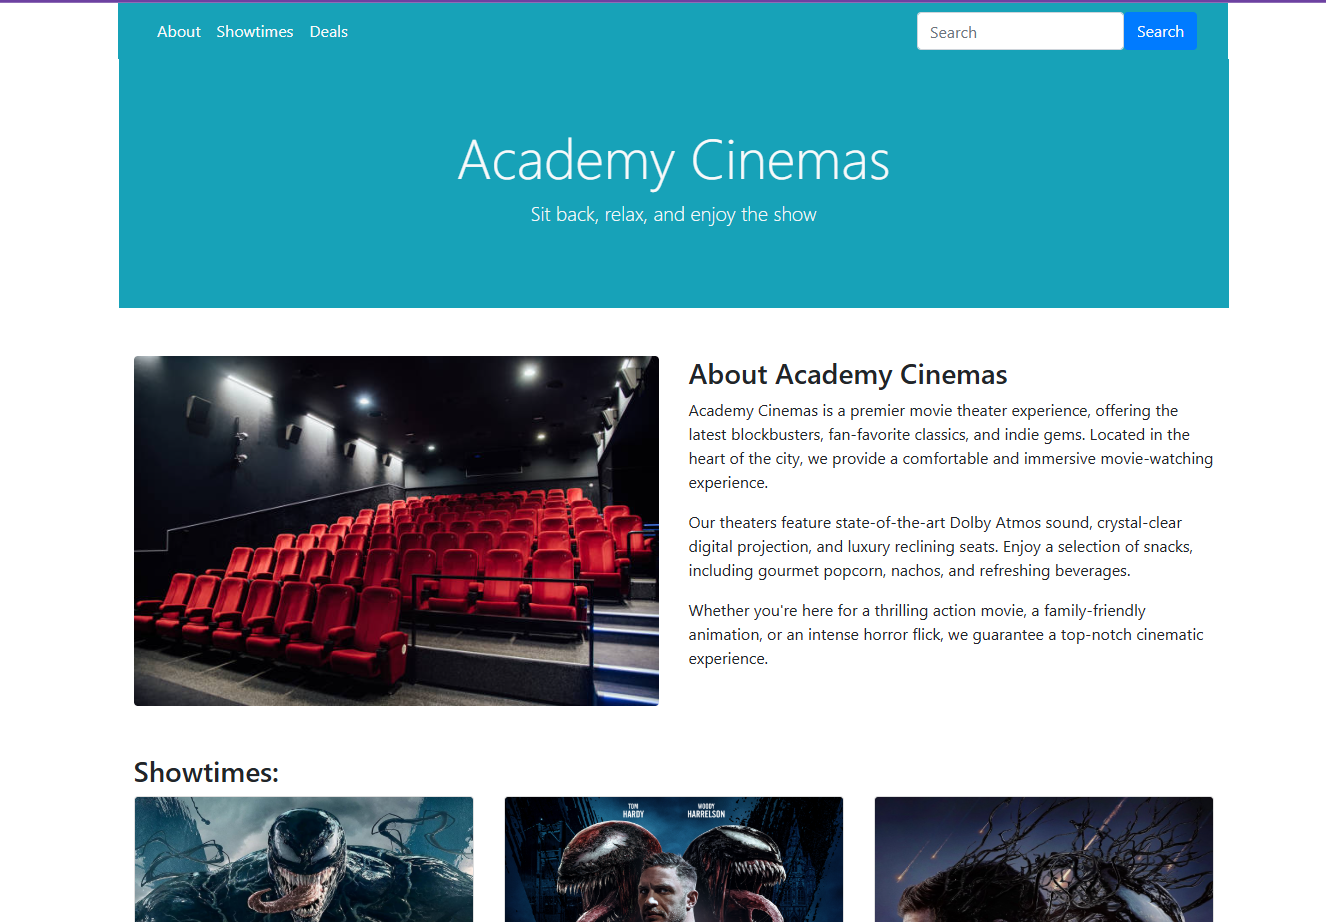 About Showtimes Deals Search Search
Academy Cinemas
Sit back, relax, and enjoy the show
About Academy Cinemas
Academy Cinemas is a premier movie theater experience, offering the
latest blockbusters, fan-favorite classics, and indie gems. Located in the
heart of the city, we provide a comfortable and immersive movie-watching
experience.
Our theaters feature state-of-the-art Dolby Atmos sound, crystal-clear
digital projection, and luxury reclining seats. Enjoy a selection of snacks,
including gourmet popcorn, nachos, and refreshing beverages.
Whether you're here for a thrilling action movie, a family-friendly
animation, or an intense horror flick, we guarantee a top-notch cinematic
experience.
Showtimes:
TOM
HARDY
WOODY
HARRELSON